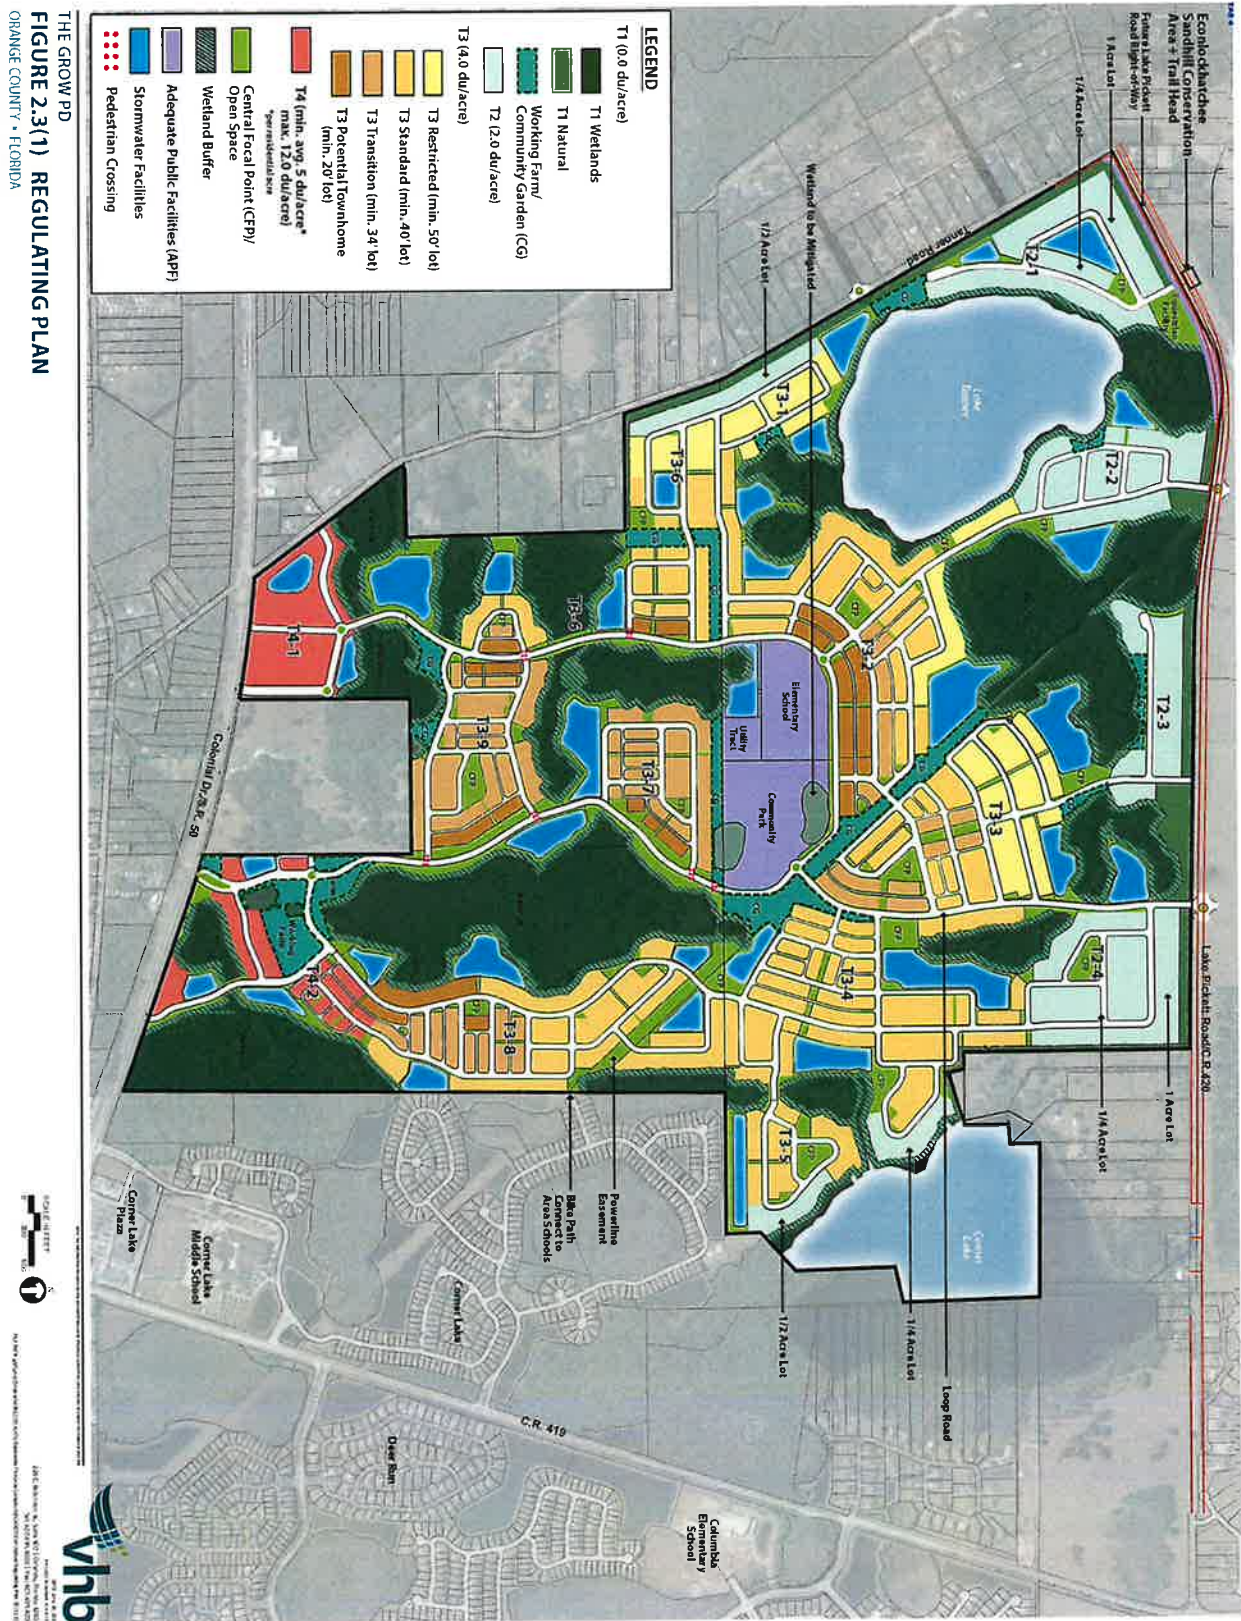 Econlockhatchee
Sandhill Conservation
Area + Trail Head
Future Lake Pickett
Road Right-of-Way
1 Acre Lot
1/4 Acre Lot
Tanner Road
Wetland to be Mitigated
1/2 Acre Lot
T2-1
T2-2
T2-3
T2-4
T3-1
T3-6
T3-2
T3-3
T3-4
T3-5
T3-6
T3-7
T3-8
T3-9
T4-1
T4-2
Elementary
School
Utility
Tract
Community
Park
Lake Pickett Road/C.R. 420
1 Acre Lot
1/4 Acre Lot
Loop Road
1/4 Acre Lot
1/2 Acre Lot
Corner
Lake
Powerline
Easement
Bike Path
Connect to
Area Schools
Colonial Dr./S.R. 50
C.R. 419
Corner Lake
Deer Run
Columbia
Elementary
School
Corner Lake
Middle School
Corner Lake
Plaza
LEGEND
T1 (0.0 du/acre)
T1 Wetlands
T1 Natural
Working Farm/
Community Garden (CG)
T2 (2.0 du/acre)
T3 (4.0 du/acre)
T3 Restricted (min. 50' lot)
T3 Standard (min. 40' lot)
T3 Transition (min. 34' lot)
T3 Potential Townhome
(min. 20' lot)
T4 (min. avg. 5 du/acre*
max. 12.0 du/acre)
*per residential acre
Central Focal Point (CFP)/
Open Space
Wetland Buffer
Adequate Public Facilities (APF)
Stormwater Facilities
Pedestrian Crossing
THE GROW PD
FIGURE 2.3(1) REGULATING PLAN
ORANGE COUNTY • FLORIDA
vhb